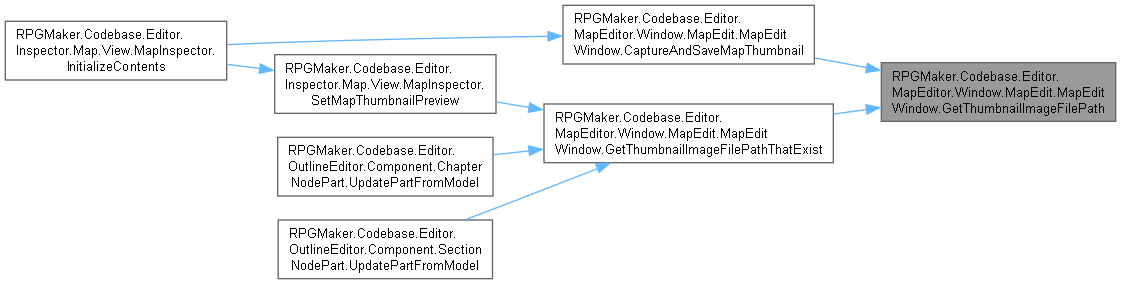 RPGMaker.Codebase.Editor.
Inspector.Map.View.MapInspector.
InitializeContents
RPGMaker.Codebase.Editor.
MapEditor.Window.MapEdit.MapEdit
Window.CaptureAndSaveMapThumbnail
RPGMaker.Codebase.Editor.
Inspector.Map.View.MapInspector.
SetMapThumbnailPreview
RPGMaker.Codebase.Editor.
MapEditor.Window.MapEdit.MapEdit
Window.GetThumbnailImageFilePath
RPGMaker.Codebase.Editor.
MapEditor.Window.MapEdit.MapEdit
Window.GetThumbnailImageFilePathThatExist
RPGMaker.Codebase.Editor.
OutlineEditor.Component.Chapter
NodePart.UpdatePartFromModel
RPGMaker.Codebase.Editor.
OutlineEditor.Component.Section
NodePart.UpdatePartFromModel